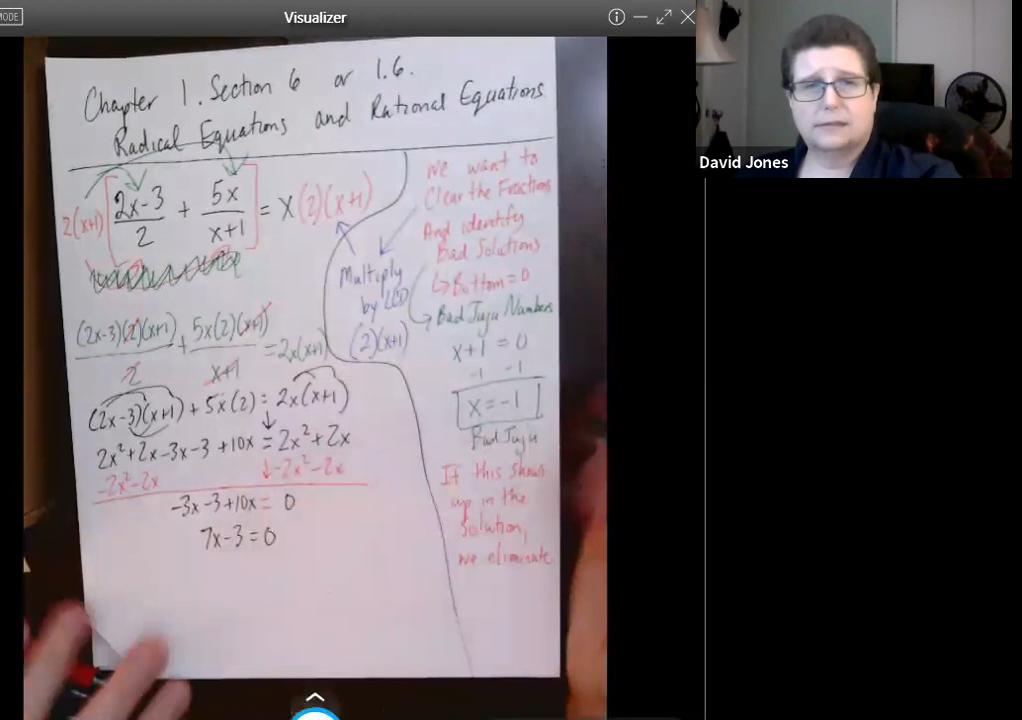 MODE
Visualizer
David Jones
Chapter 1. Section 6 or 1.6.
Radical Equations and Rational Equations
2(x+1) [ (2x-3)/2 + 5x/(x+1) ] = x (2)(x+1)
(2x-3)(2)(x+1)/2 + 5x(2)(x+1)/(x+1) = 2x(x+1)
(2x-3)(x+1) + 5x(2) = 2x(x+1)
2x²+2x-3x-3+10x = 2x²+2x
-2x²-2x -2x²-2x
-3x-3+10x = 0
7x-3=0
Multiply
by LCD
(2)(x+1)
We want to
Clear the Fractions
And identify
Bad Solutions
↳Bottom=0
Bad Juju Numbers
x+1 = 0
-1 -1
x=-1
Bad Juju
If this shows
up in the
Solution,
we eliminate